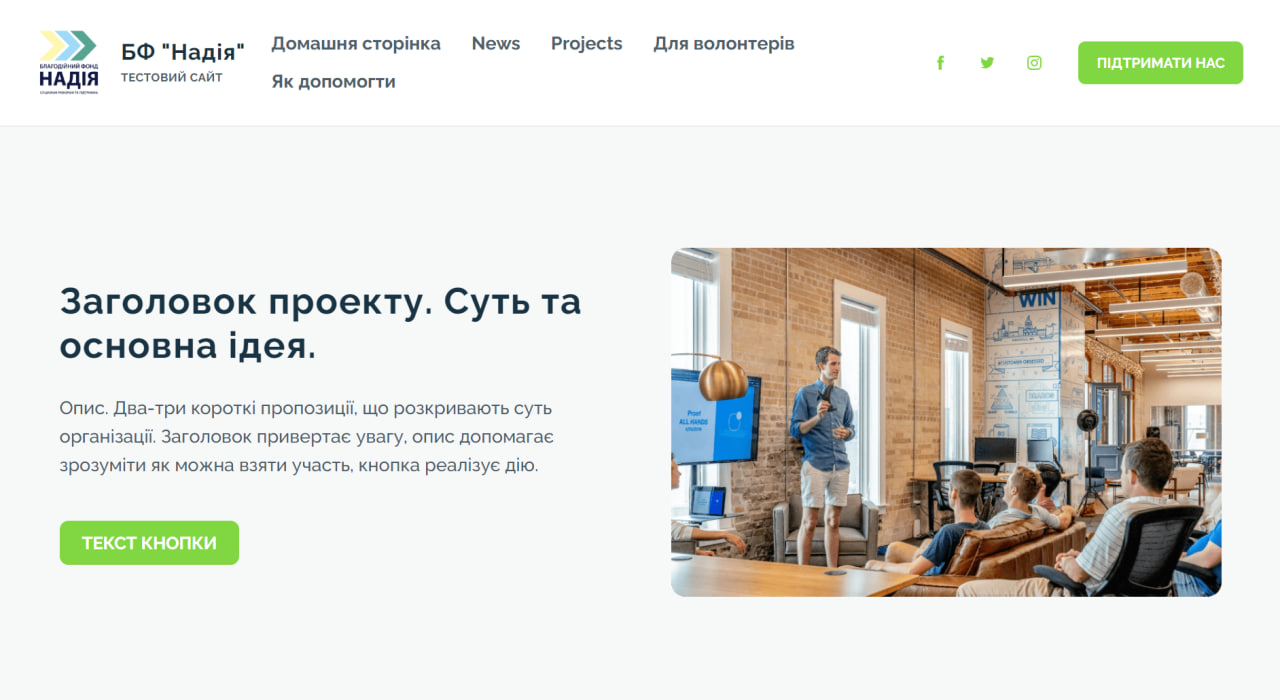 БЛАГОДІЙНИЙ ФОНД
НАДІЯ
БФ "Надія"
ТЕСТОВИЙ САЙТ
Домашня сторінка
News
Projects
Для волонтерів
Як допомогти
ПІДТРИМАТИ НАС
Заголовок проекту. Суть та
основна ідея.
Опис. Два-три короткі пропозиції, що розкривають суть
організації. Заголовок привертає увагу, опис допомагає
зрозуміти як можна взяти участь, кнопка реалізує дію.
ТЕКСТ КНОПКИ
WIN
Proof
ALL HANDS